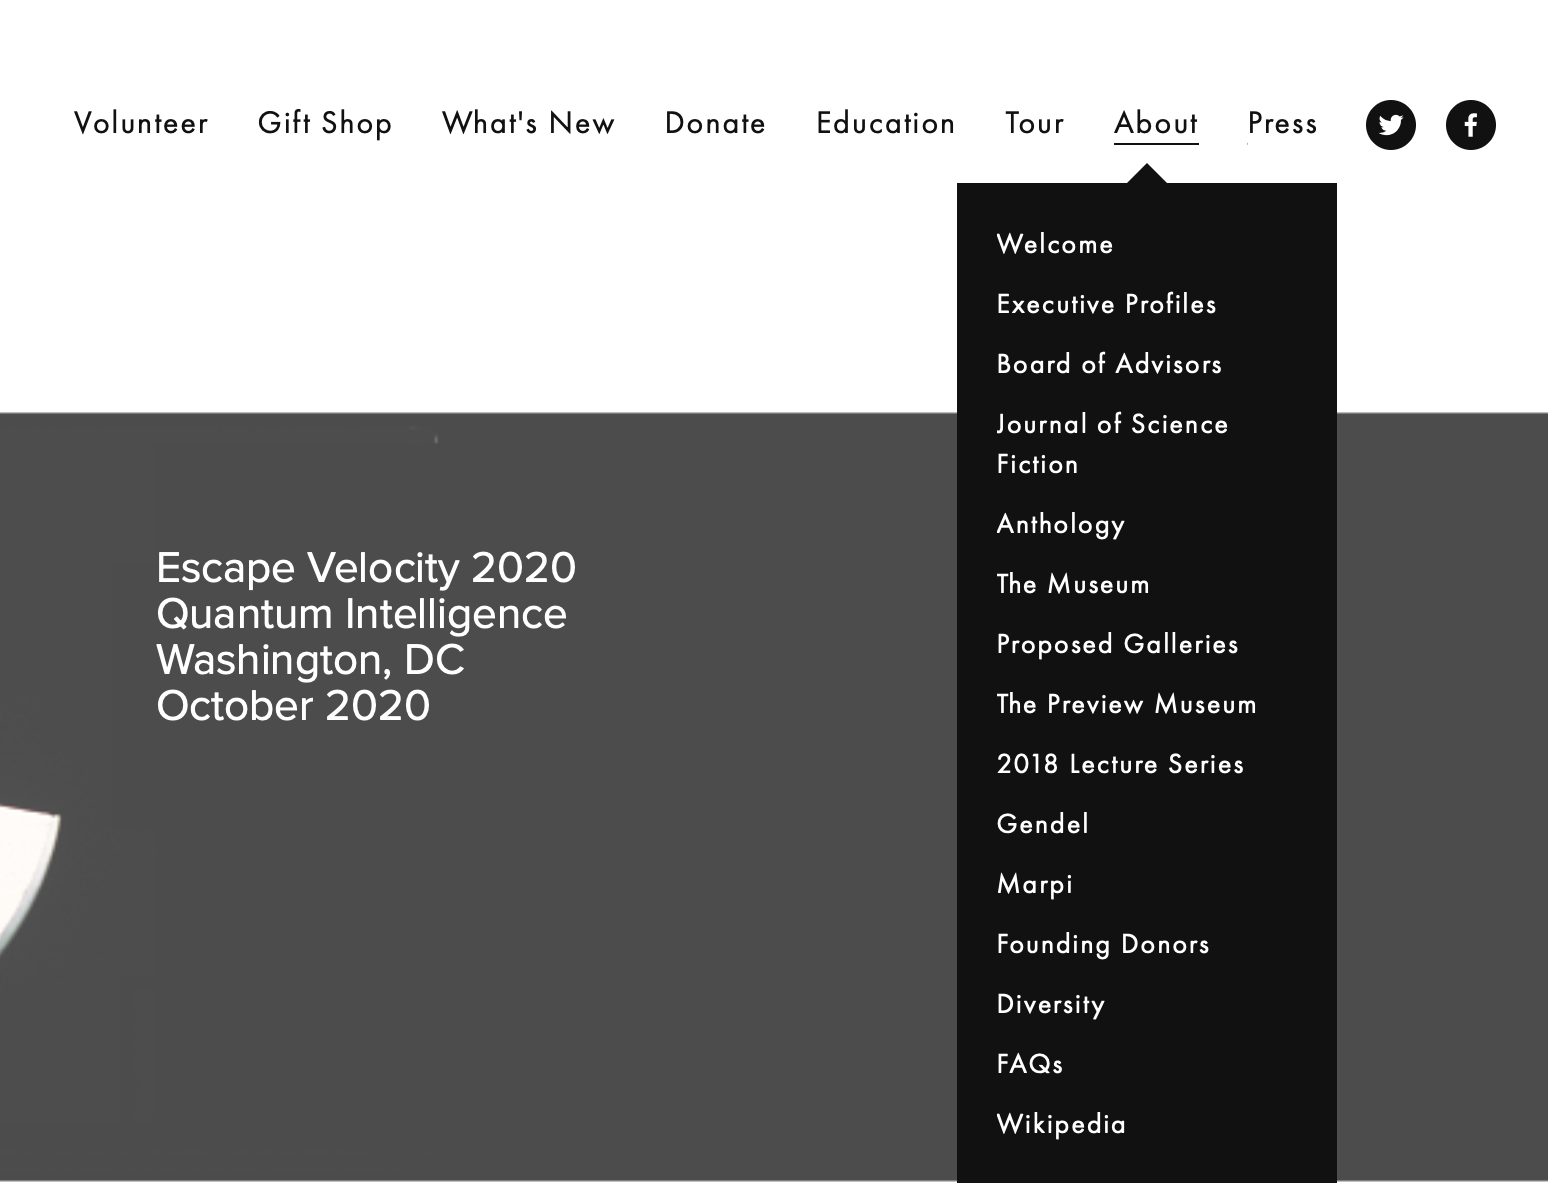 Volunteer Gift Shop What's New Donate Education Tour About Press
Welcome
Executive Profiles
Board of Advisors
Journal of Science
Fiction
Anthology
The Museum
Proposed Galleries
The Preview Museum
2018 Lecture Series
Gendel
Marpi
Founding Donors
Diversity
FAQs
Wikipedia
Escape Velocity 2020
Quantum Intelligence
Washington, DC
October 2020